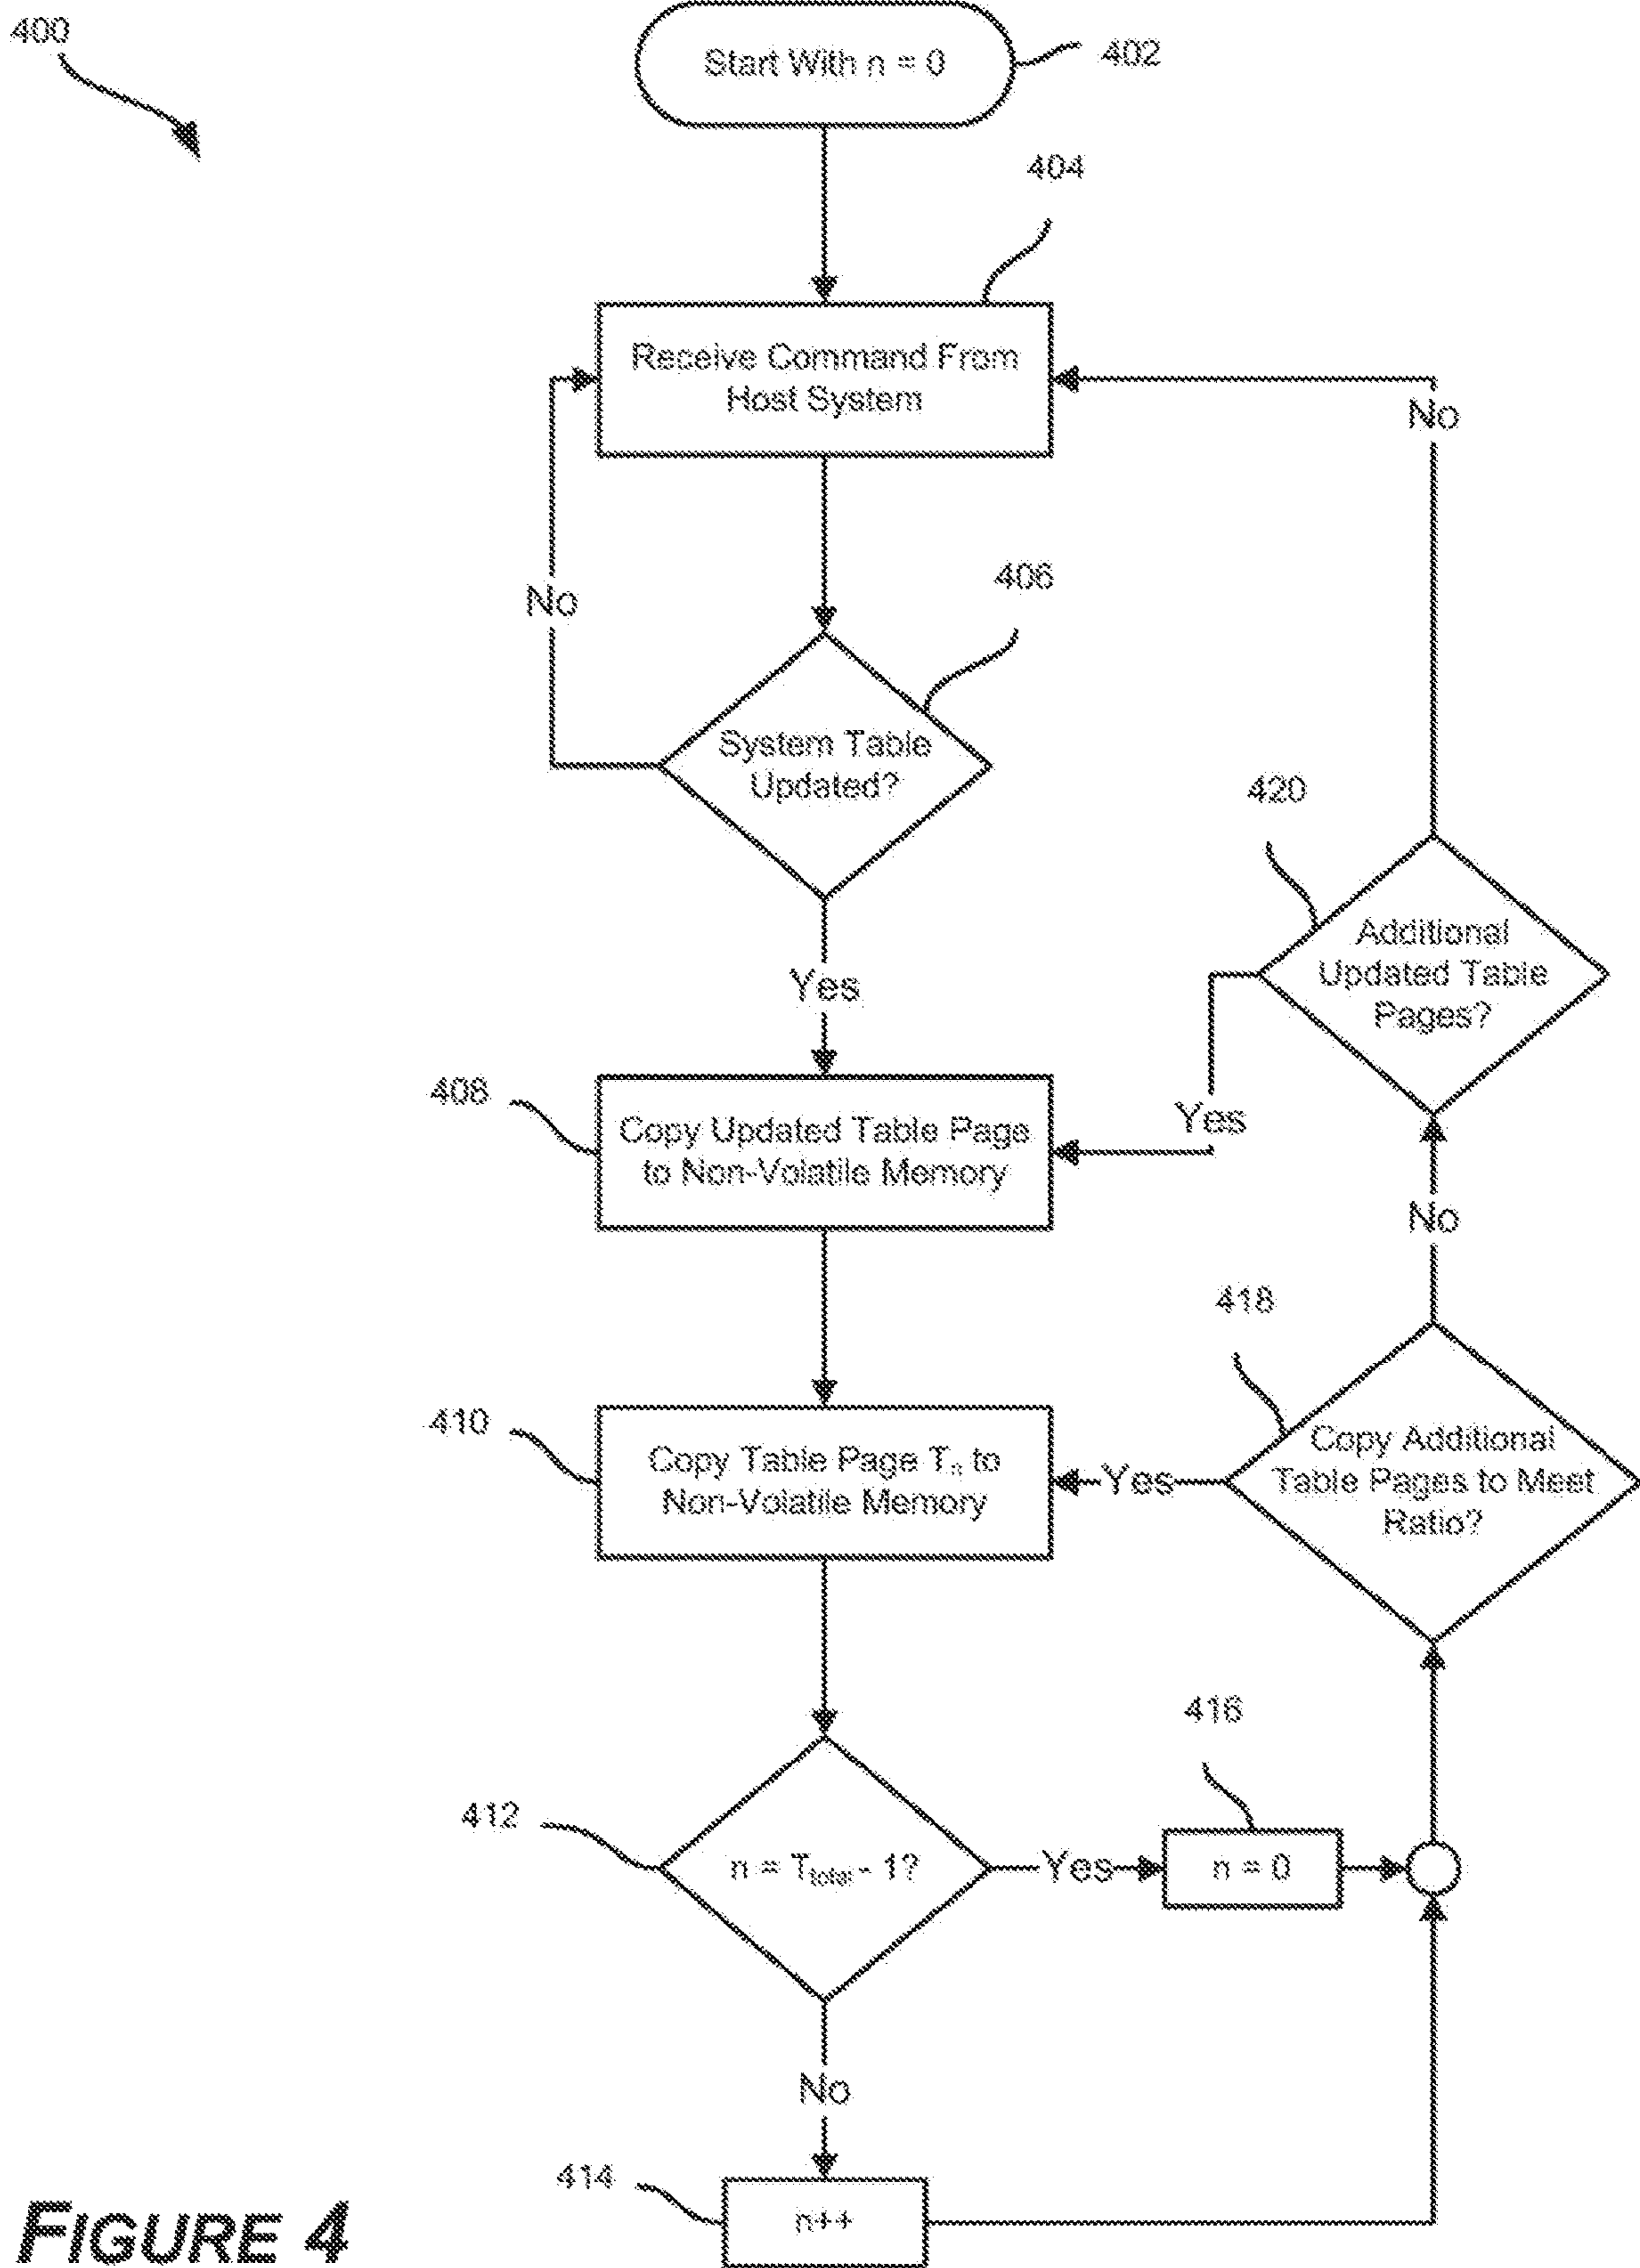 400
Start With n = 0
402
404
Receive Command From
Host System
No
No
406
System Table
Updated?
420
Additional
Updated Table
Pages?
Yes
408
Copy Updated Table Page
to Non-Volatile Memory
Yes
No
418
410
Copy Table Page Tn to
Non-Volatile Memory
Yes
Copy Additional
Table Pages to Meet
Ratio?
416
412
n = Ttotal - 1?
Yes
n = 0
No
414
n++
FIGURE 4